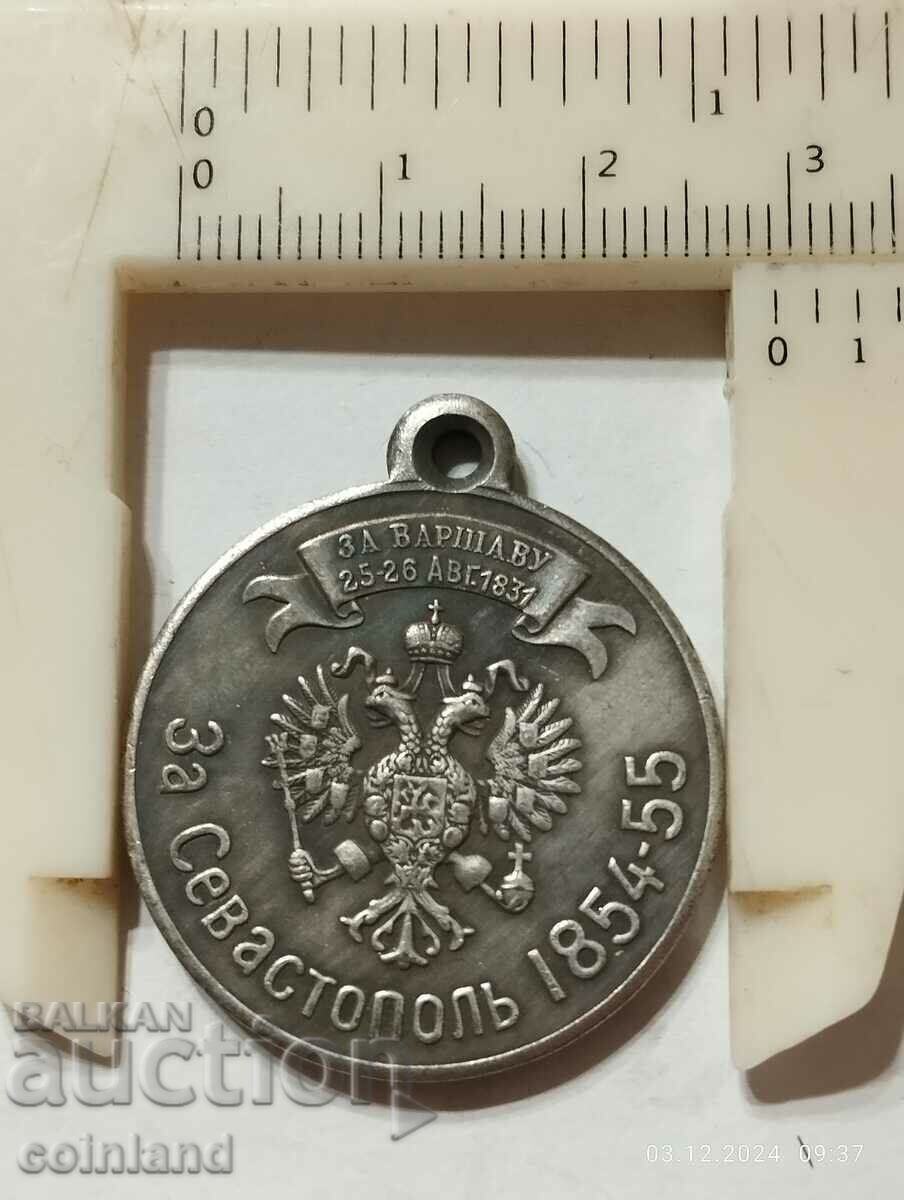 0 1
0 1 2 3
0 1
ЗА ВАРШАВУ
25-26 АВГ.1831
За Севастополь 1854-55
BALKAN
auction
coinland
03.12.2024 09:37